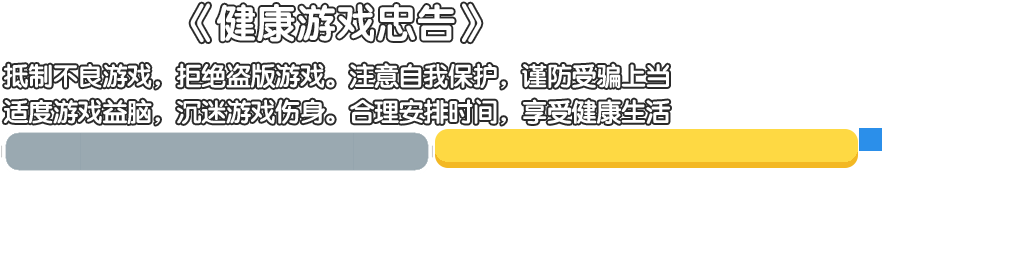 《健康游戏忠告》
抵制不良游戏，拒绝盗版游戏。注意自我保护，谨防受骗上当
适度游戏益脑，沉迷游戏伤身。合理安排时间，享受健康生活